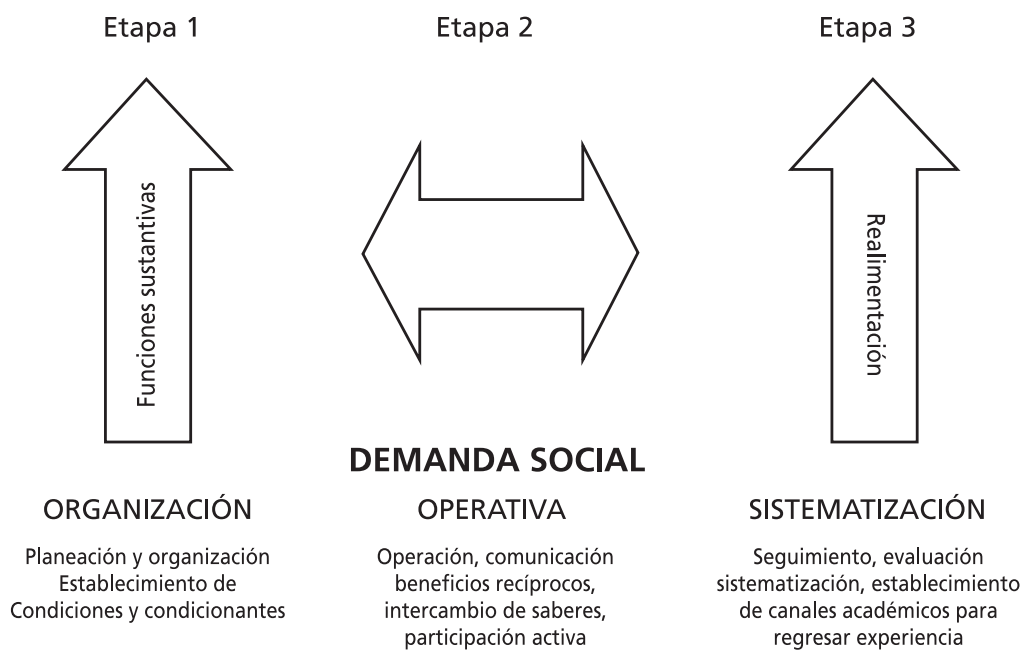 Etapa 1
Etapa 2
Etapa 3
Funciones sustantivas
Realimentación
DEMANDA SOCIAL
ORGANIZACIÓN
Planeación y organización
Establecimiento de
Condiciones y condicionantes
OPERATIVA
Operación, comunicación
beneficios recíprocos,
intercambio de saberes,
participación activa
SISTEMATIZACIÓN
Seguimiento, evaluación
sistematización, establecimiento
de canales académicos para
regresar experiencia